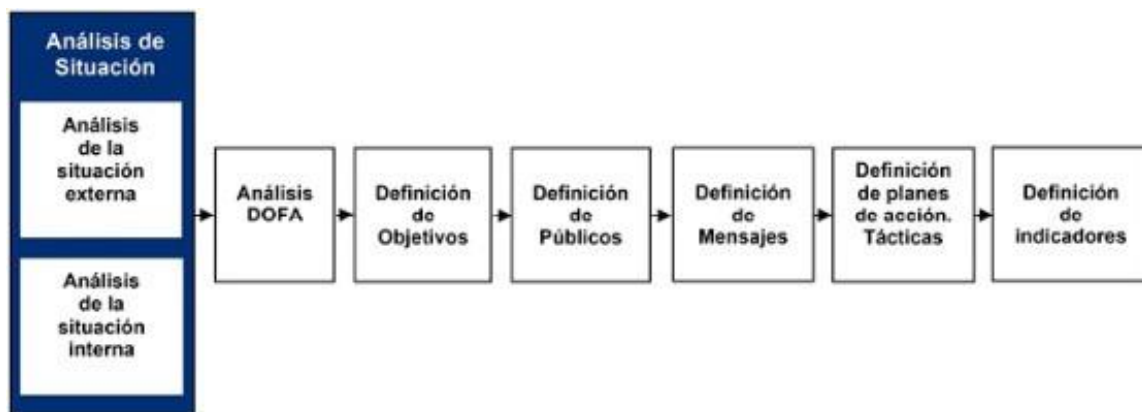 Análisis de
Situación
Análisis
de la
situación
externa
Análisis
de la
situación
interna
Análisis
DOFA
Definición
de
Objetivos
Definición
de
Públicos
Definición
de
Mensajes
Definición
de planes
de acción.
Tácticas
Definición
de
indicadores